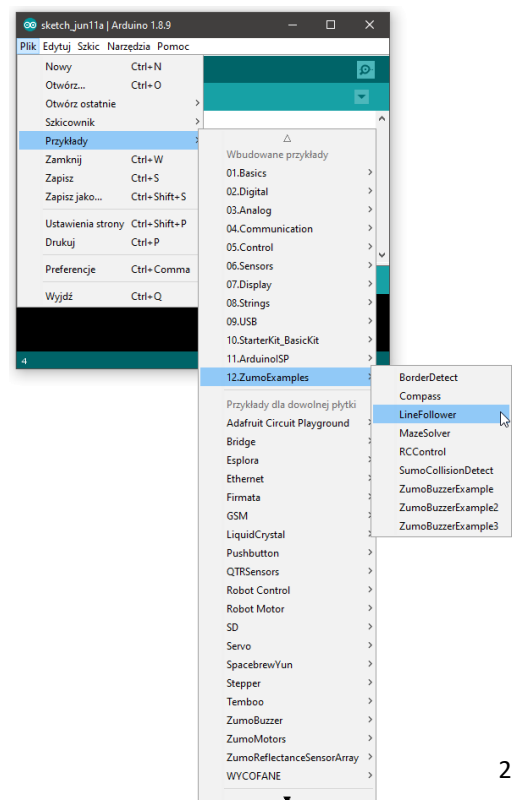 sketch_jun11a | Arduino 1.8.9
Plik Edytuj Szkic Narzędzia Pomoc
Nowy Ctrl+N
Otwórz... Ctrl+O
Otwórz ostatnie
Szkicownik
Przykłady
Zamknij Ctrl+W
Zapisz Ctrl+S
Zapisz jako... Ctrl+Shift+S
Ustawienia strony Ctrl+Shift+P
Drukuj Ctrl+P
Preferencje Ctrl+Comma
Wyjdź Ctrl+Q
4
Wbudowane przykłady
01.Basics
02.Digital
03.Analog
04.Communication
05.Control
06.Sensors
07.Display
08.Strings
09.USB
10.StarterKit_BasicKit
11.ArduinoISP
12.ZumoExamples
Przykłady dla dowolnej płytki
Adafruit Circuit Playground
Bridge
Esplora
Ethernet
Firmata
GSM
LiquidCrystal
Pushbutton
QTRSensors
Robot Control
Robot Motor
SD
Servo
SpacebrewYun
Stepper
Temboo
ZumoBuzzer
ZumoMotors
ZumoReflectanceSensorArray
WYCOFANE
BorderDetect
Compass
LineFollower
MazeSolver
RCControl
SumoCollisionDetect
ZumoBuzzerExample
ZumoBuzzerExample2
ZumoBuzzerExample3
2